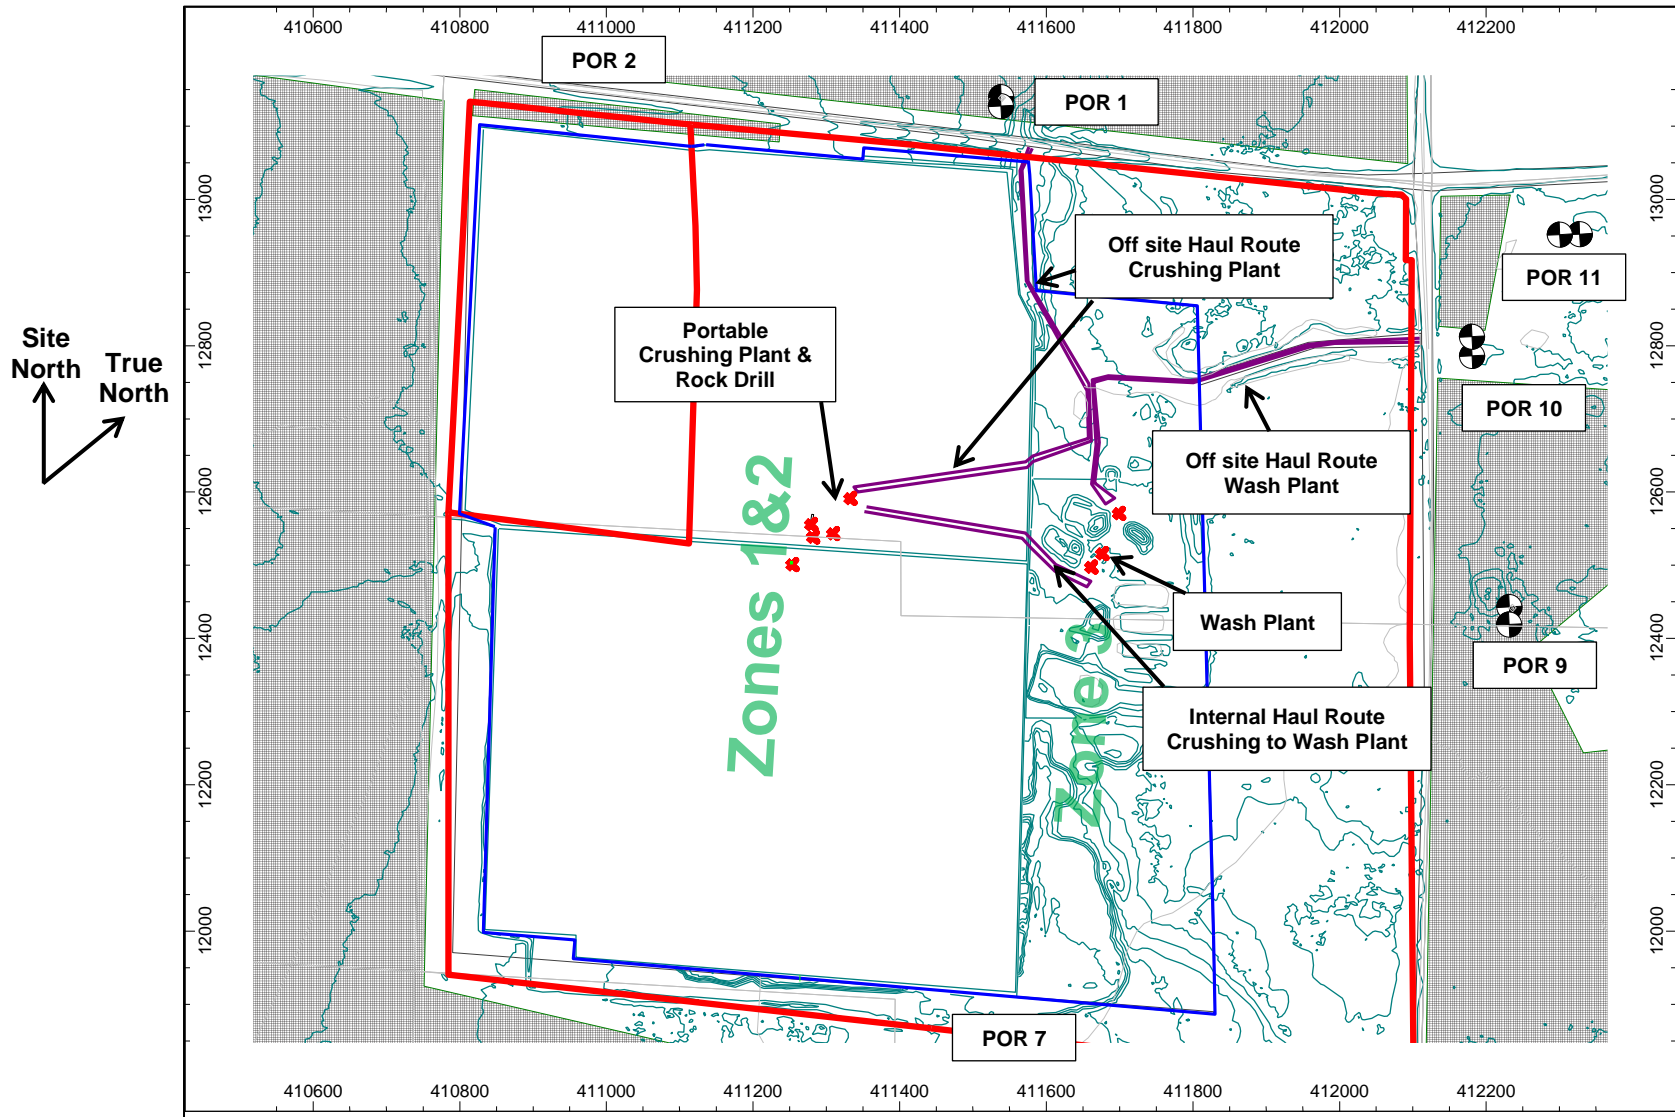 410600 410800 411000 411200 411400 411600 411800 412000 412200
POR 2
POR 1
13000
13000
Off site Haul Route
Crushing Plant
POR 11
Portable
Crushing Plant &
Rock Drill
12800
12800
Site
North
True
North
POR 10
Off site Haul Route
Wash Plant
12600
12600
Zones 1&2
Wash Plant
12400
12400
POR 9
Zone 3
Internal Haul Route
Crushing to Wash Plant
12200
12200
12000
12000
POR 7
410600 410800 411000 411200 411400 411600 411800 412000 412200